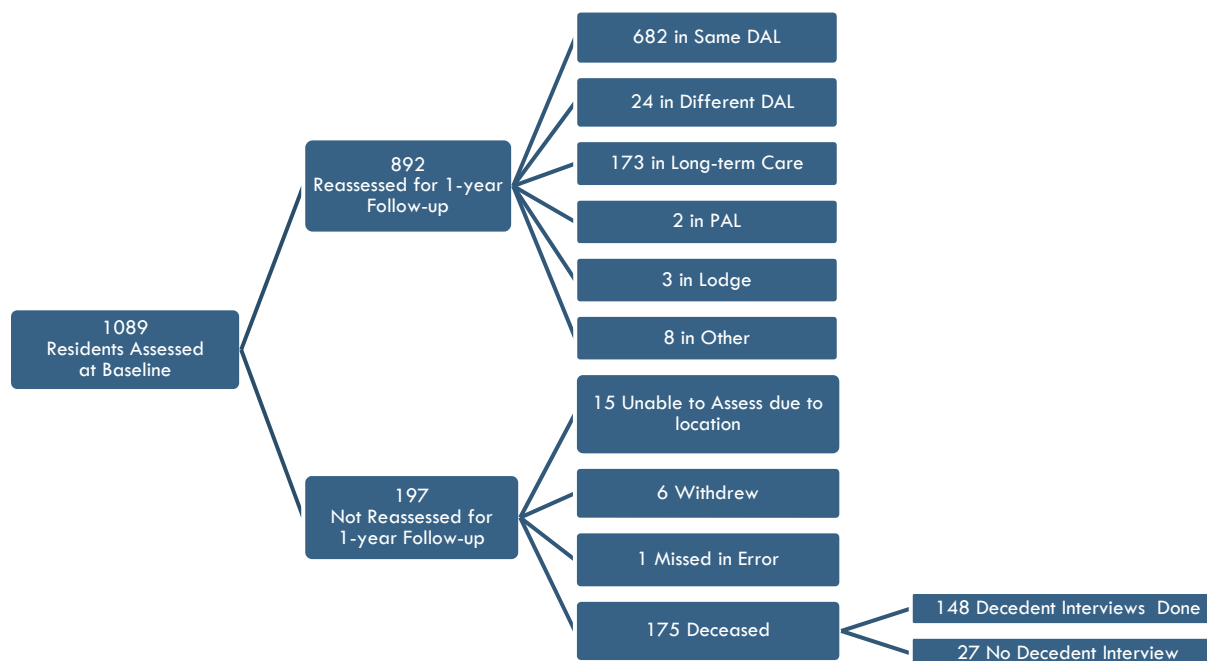 1089
Residents Assessed
at Baseline
892
Reassessed for 1-year
Follow-up
682 in Same DAL
24 in Different DAL
173 in Long-term Care
2 in PAL
3 in Lodge
8 in Other
197
Not Reassessed for
1-year Follow-up
15 Unable to Assess due to
location
6 Withdrew
1 Missed in Error
175 Deceased
148 Decedent Interviews Done
27 No Decedent Interview